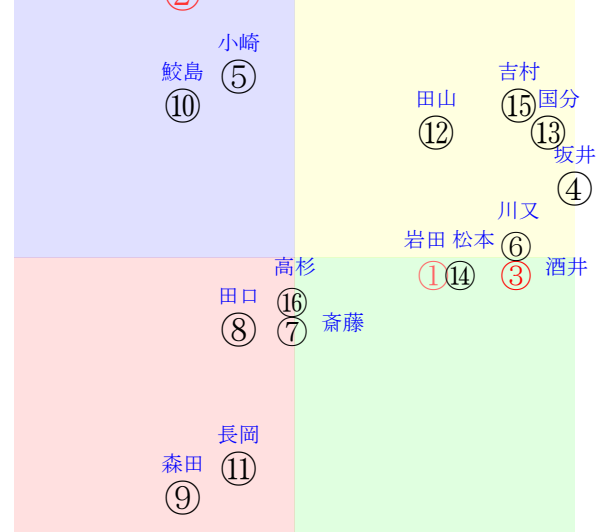 ②
小崎
⑤
鮫島
⑩
田山
⑫
吉村
⑮
国分
⑬
坂井
④
川又
⑥
岩田
①
松本
⑭
酒井
③
高杉
⑯
田口
⑧
斎藤
⑦
長岡
⑪
森田
⑨